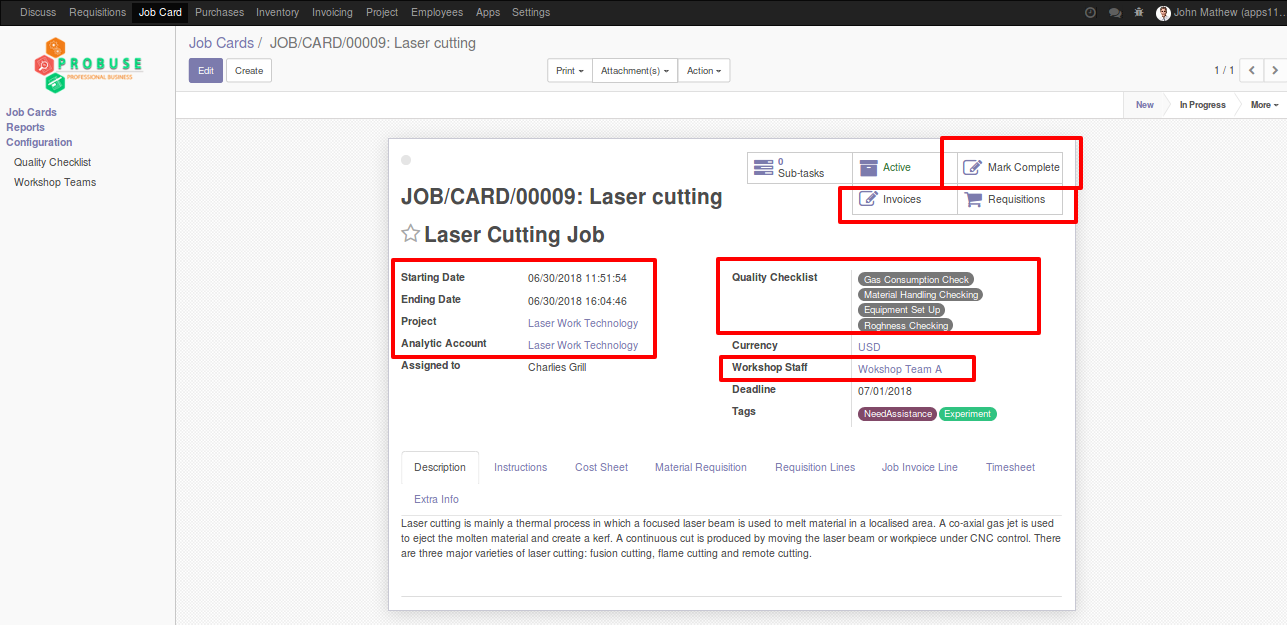 Discuss Requisitions Job Card Purchases Inventory Invoicing Project Employees Apps Settings John Mathew (apps11...
PROBUSE
PROFESSIONAL BUSINESS
Job Cards
Reports
Configuration
Quality Checklist
Workshop Teams
Job Cards / JOB/CARD/00009: Laser cutting
Edit Create Print Attachment(s) Action 1 / 1
New In Progress More
0
Sub-tasks Active Mark Complete
Invoices Requisitions
JOB/CARD/00009: Laser cutting
Laser Cutting Job
Starting Date 06/30/2018 11:51:54
Ending Date 06/30/2018 16:04:46
Project Laser Work Technology
Analytic Account Laser Work Technology
Assigned to Charlies Grill
Quality Checklist Gas Consumption Check
Material Handling Checking
Equipment Set Up
Roghness Checking
Currency USD
Workshop Staff Wokshop Team A
Deadline 07/01/2018
Tags NeedAssistance Experiment
Description Instructions Cost Sheet Material Requisition Requisition Lines Job Invoice Line Timesheet
Extra Info
Laser cutting is mainly a thermal process in which a focused laser beam is used to melt material in a localised area. A co-axial gas jet is used
to eject the molten material and create a kerf. A continuous cut is produced by moving the laser beam or workpiece under CNC control. There
are three major varieties of laser cutting: fusion cutting, flame cutting and remote cutting.